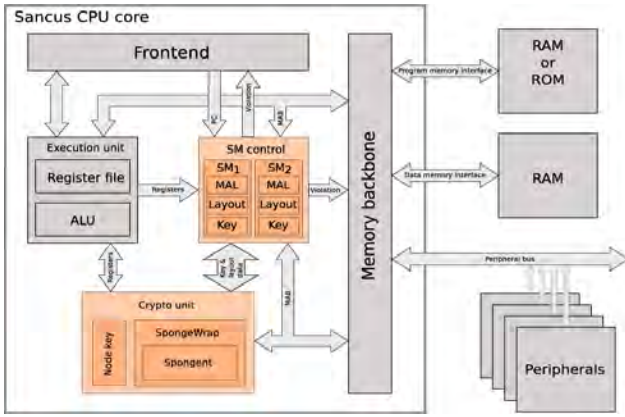 Sancus CPU core
Frontend
RAM
or
ROM
Program memory interface
PC
Violation
MAB
Execution unit
Register file
ALU
Registers
SM control
SM1
MAL
Layout
Key
SM2
MAL
Layout
Key
Violation
Memory backbone
Data memory interface
RAM
Registers
Key &
layout
data
MAB
Peripheral bus
Crypto unit
Node key
SpongeWrap
Spongent
Peripherals